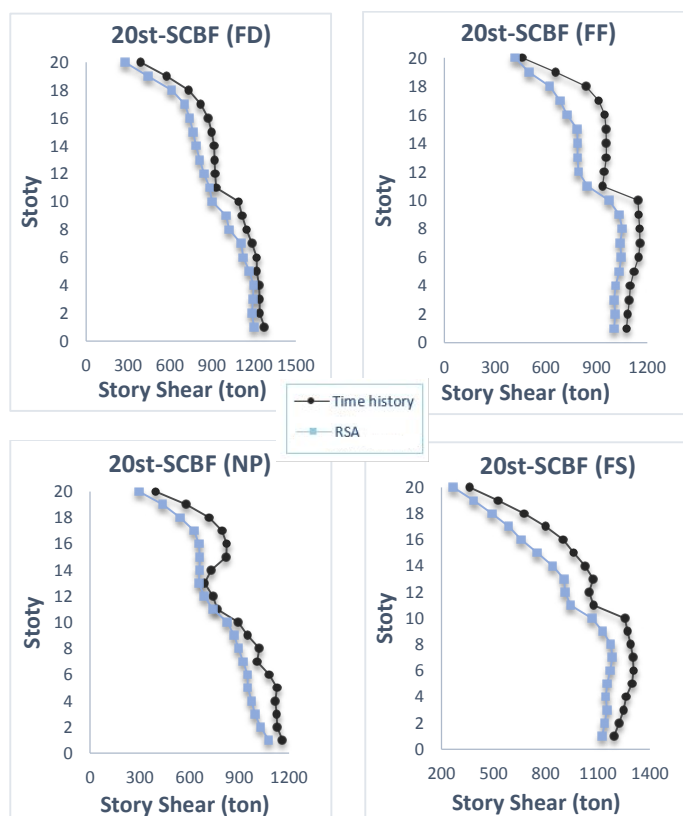 20st-SCBF (FD)
20
18
16
14
12
10
8
6
4
2
0
Stoty
0 300 600 900 1200 1500
Story Shear (ton)
20st-SCBF (FF)
20
18
16
14
12
10
8
6
4
2
0
Stoty
0 300 600 900 1200
Story Shear (ton)
Time history
RSA
20st-SCBF (NP)
20
18
16
14
12
10
8
6
4
2
0
Stoty
0 300 600 900 1200
Story Shear (ton)
20st-SCBF (FS)
20
18
16
14
12
10
8
6
4
2
0
Stoty
200 500 800 1100 1400
Story Shear (ton)